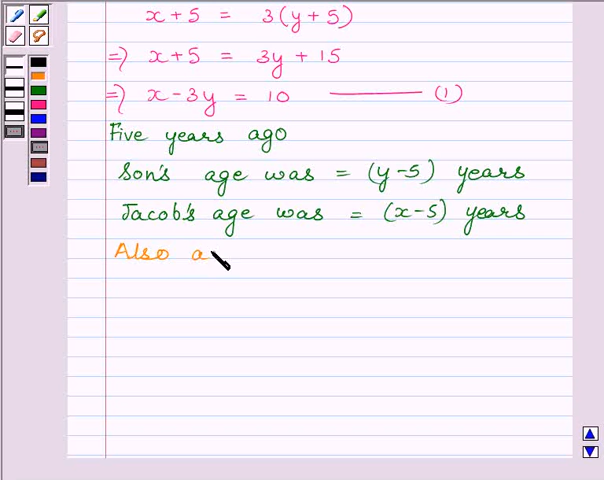 x + 5 = 3(y + 5)
⇒) x + 5 = 3y + 15
⇒) x - 3y = 10 ——— (1)
Five years ago
Son's age was = (y - 5) years
Jacob's age was = (x - 5) years
Also a